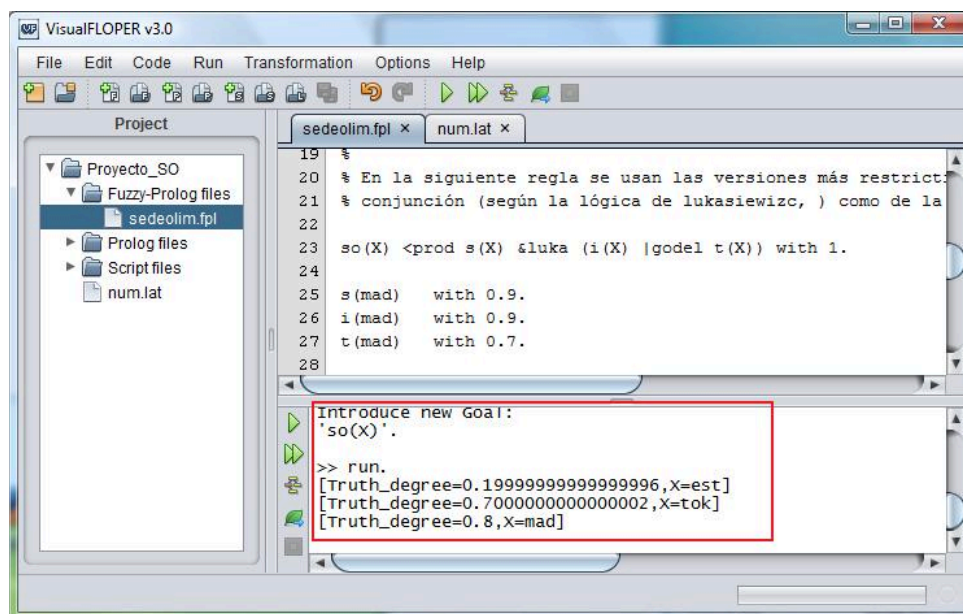 VisualFLOPER v3.0
File Edit Code Run Transformation Options Help
Project
Proyecto_SO
Fuzzy-Prolog files
sedeolim.fpl
Prolog files
Script files
num.lat
sedeolim.fpl × num.lat ×
19 %
20 % En la siguiente regla se usan las versiones más restricti
21 % conjunción (según la lógica de lukasiewizc, ) como de la
22
23 so(X) <prod s(X) &luka (i(X) |godel t(X)) with 1.
24
25 s(mad) with 0.9.
26 i(mad) with 0.9.
27 t(mad) with 0.7.
28
Introduce new Goal:
'so(X)'.
>> run.
[Truth_degree=0.19999999999999996,X=est]
[Truth_degree=0.7000000000000002,X=tok]
[Truth_degree=0.8,X=mad]